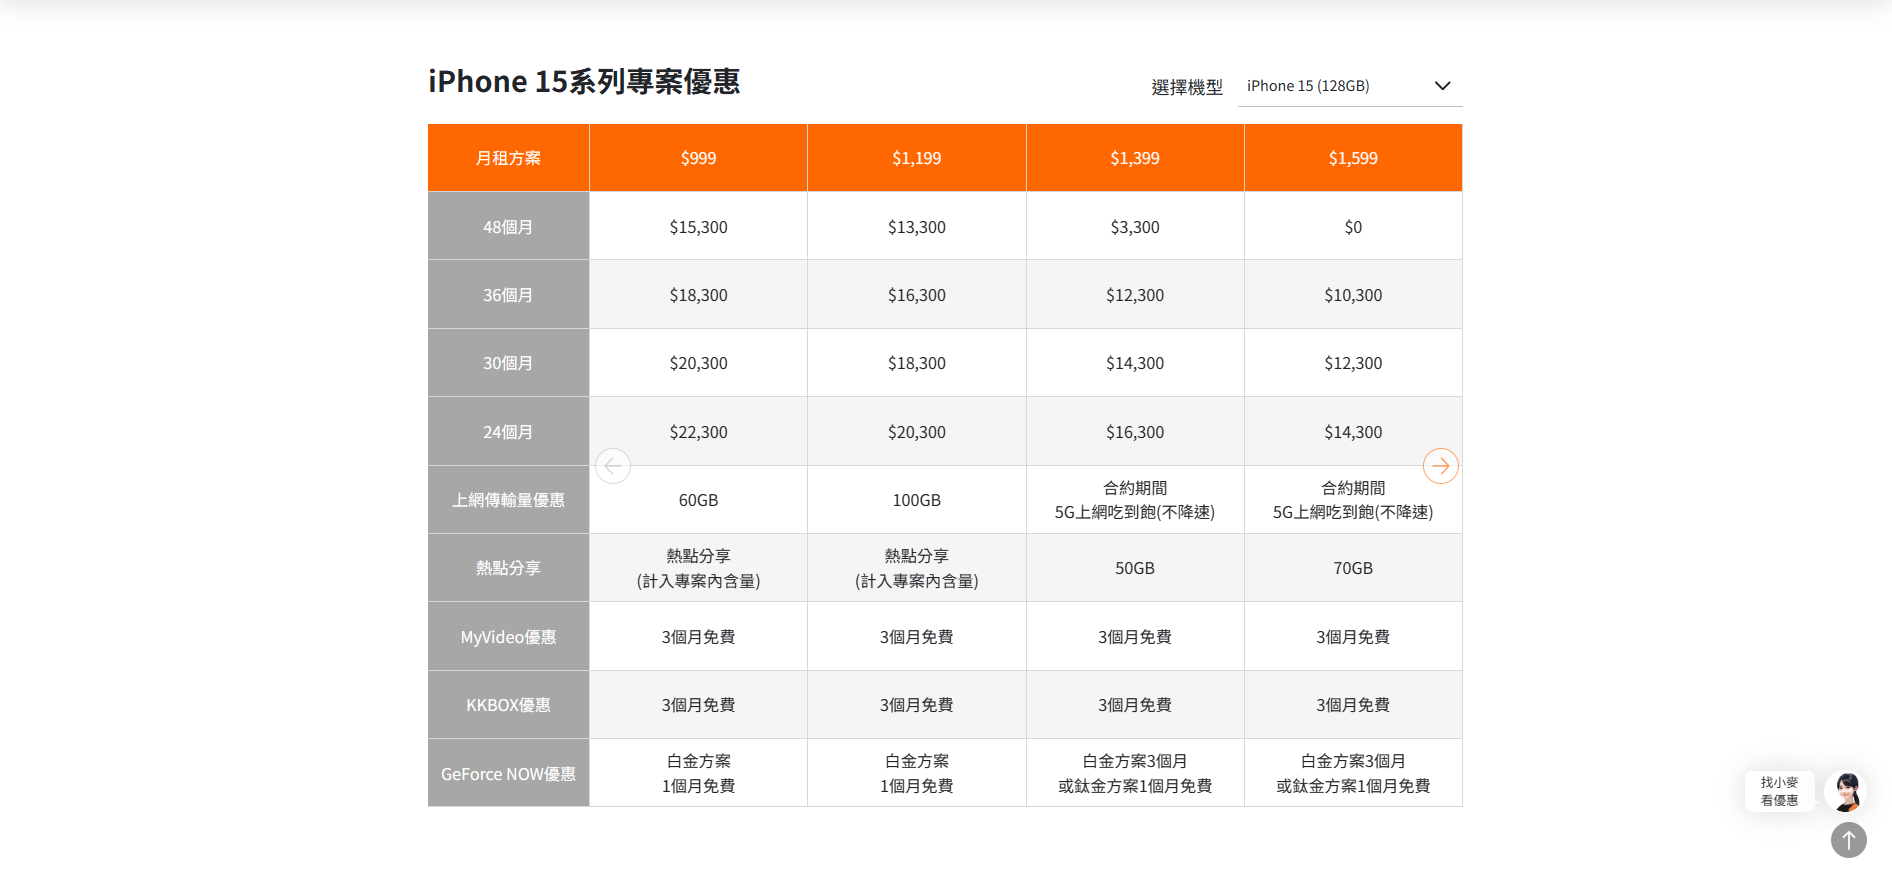 iPhone 15系列專案優惠
選擇機型 iPhone 15 (128GB)
月租方案 $999 $1,199 $1,399 $1,599
48個月 $15,300 $13,300 $3,300 $0
36個月 $18,300 $16,300 $12,300 $10,300
30個月 $20,300 $18,300 $14,300 $12,300
24個月 $22,300 $20,300 $16,300 $14,300
上網傳輸量優惠 60GB 100GB 合約期間 合約期間
5G上網吃到飽(不降速) 5G上網吃到飽(不降速)
熱點分享 熱點分享 熱點分享 50GB 70GB
(計入專案內含量) (計入專案內含量)
MyVideo優惠 3個月免費 3個月免費 3個月免費 3個月免費
KKBOX優惠 3個月免費 3個月免費 3個月免費 3個月免費
GeForce NOW優惠 白金方案 白金方案 白金方案3個月 白金方案3個月
1個月免費 1個月免費 或鈦金方案1個月免費 或鈦金方案1個月免費
找小麥
看優惠